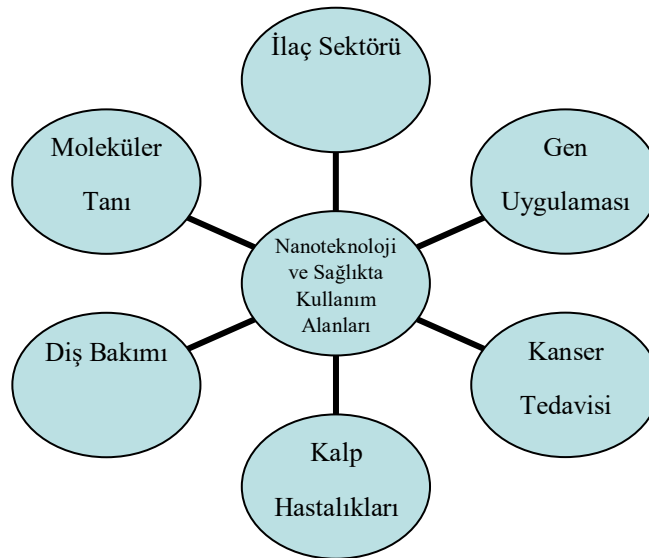 İlaç Sektörü
Moleküler
Tanı
Gen
Uygulaması
Nanoteknoloji
ve Sağlıkta
Kullanım
Alanları
Diş Bakımı
Kanser
Tedavisi
Kalp
Hastalıkları